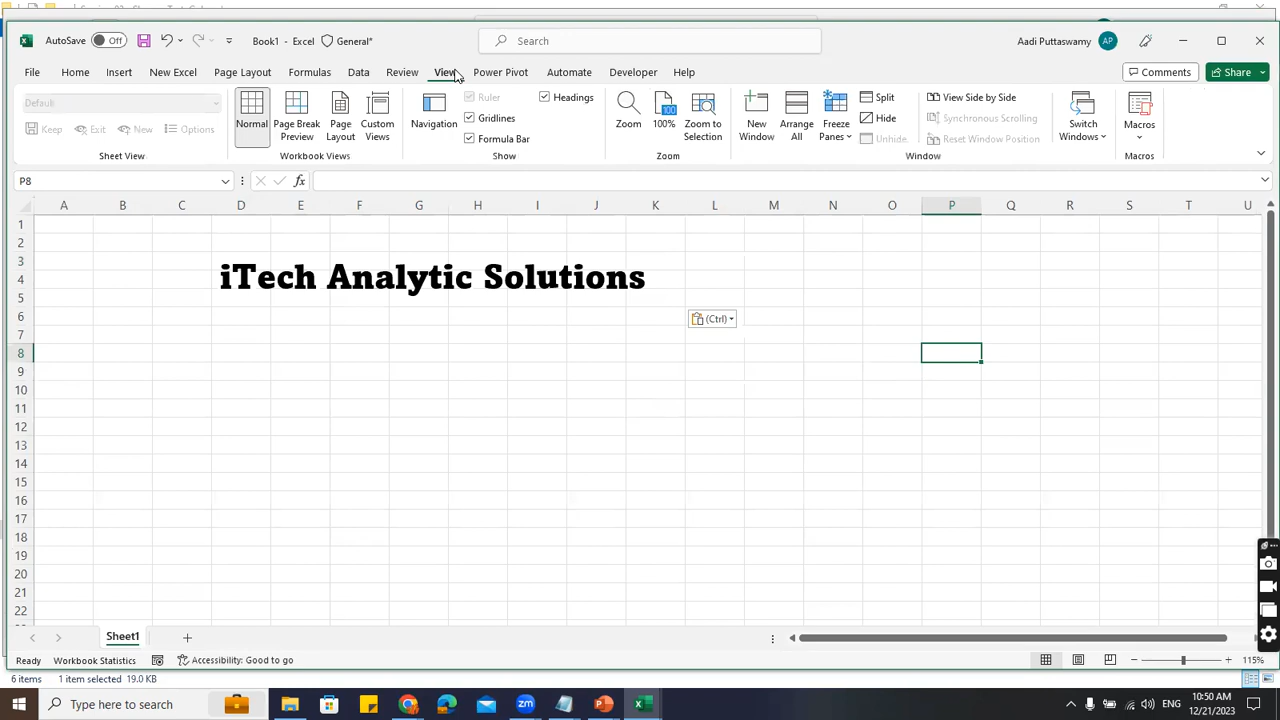 AutoSave Off Book1 - Excel General* Search Aadi Puttaswamy AP
File Home Insert New Excel Page Layout Formulas Data Review View Power Pivot Automate Developer Help Comments Share
Default
Keep Exit New Options
Sheet View
Normal Page Break Preview Page Layout Custom Views
Workbook Views
Navigation
Ruler Headings
Gridlines
Formula Bar
Show
Zoom 100% Zoom to Selection
Zoom
New Window Arrange All Freeze Panes
Split
Hide
Unhide
View Side by Side
Synchronous Scrolling
Reset Window Position
Switch Windows
Window
Macros
Macros
P8
A B C D E F G H I J K L M N O P Q R S T U
1
2
3
4
iTech Analytic Solutions
5
6
(Ctrl)
7
8
9
10
11
12
13
14
15
16
17
18
19
20
21
22
Sheet1
Ready Workbook Statistics Accessibility: Good to go 115%
6 items 1 item selected 19.0 KB
Type here to search ENG 10:50 AM
12/21/2023